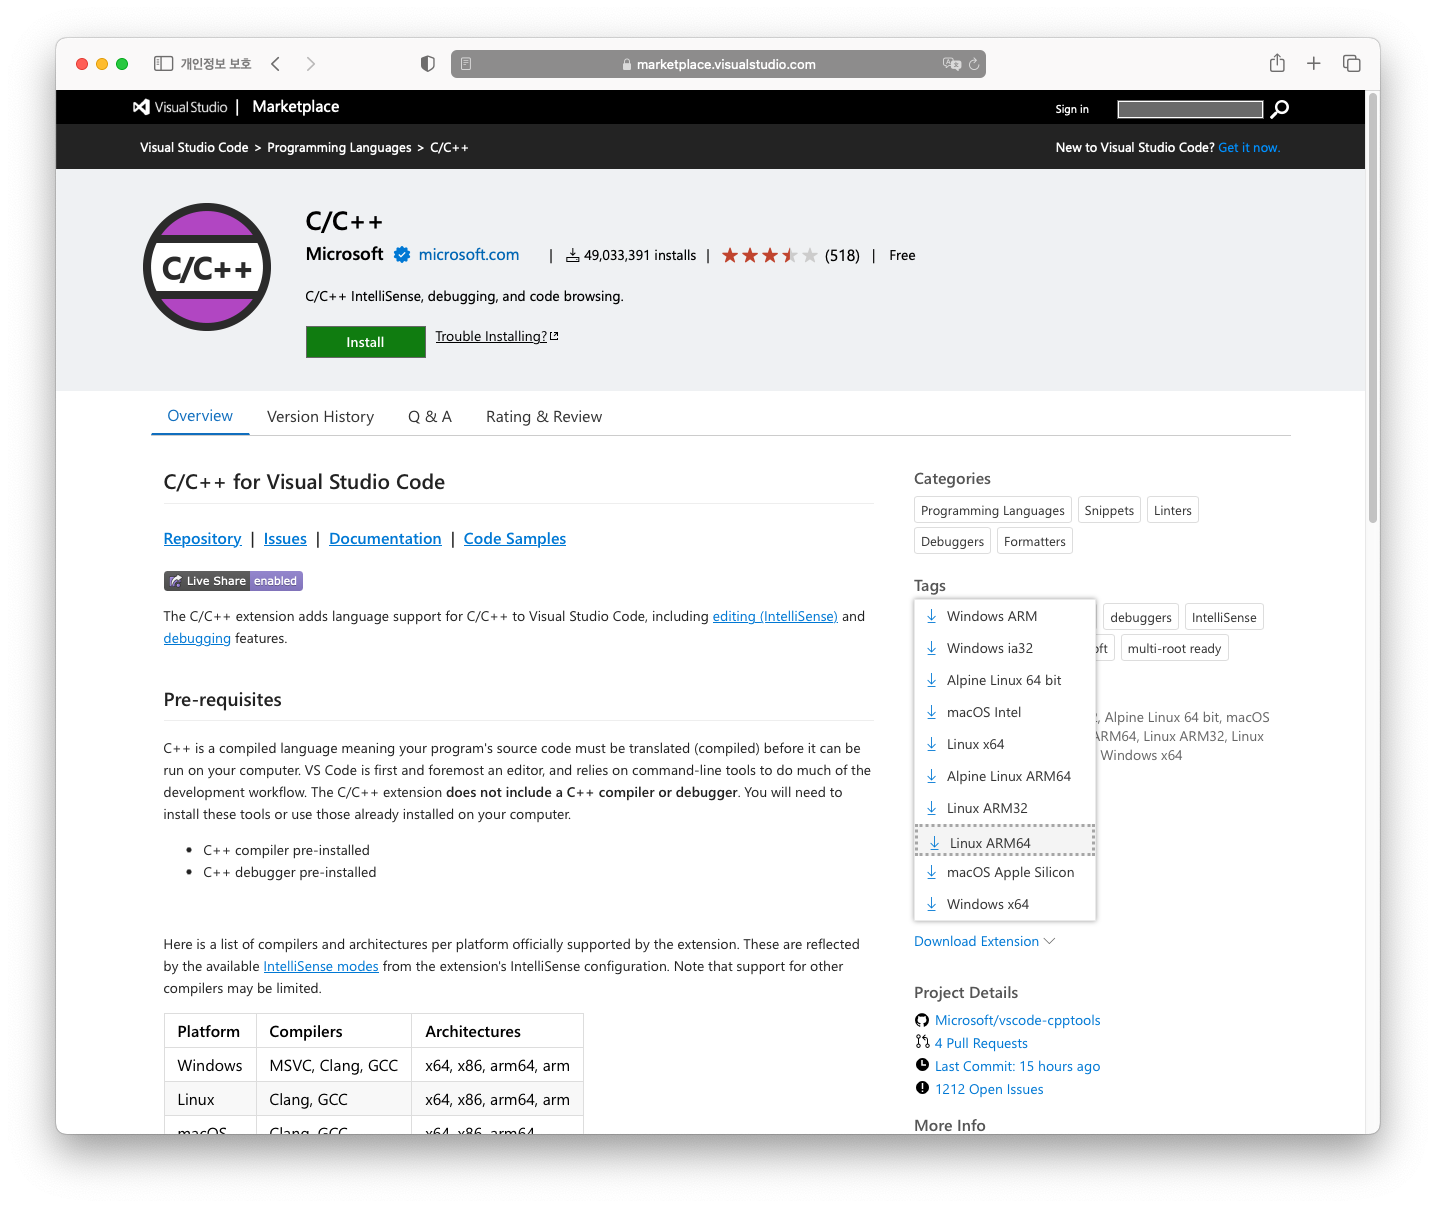 개인정보 보호
marketplace.visualstudio.com
Visual Studio | Marketplace
Sign in
Visual Studio Code > Programming Languages > C/C++
New to Visual Studio Code? Get it now.
C/C++
C/C++
Microsoft microsoft.com | 49,033,391 installs | (518) | Free
C/C++ IntelliSense, debugging, and code browsing.
Install
Trouble Installing?
Overview Version History Q & A Rating & Review
C/C++ for Visual Studio Code
Repository | Issues | Documentation | Code Samples
Live Share enabled
The C/C++ extension adds language support for C/C++ to Visual Studio Code, including editing (IntelliSense) and
debugging features.
Pre-requisites
C++ is a compiled language meaning your program's source code must be translated (compiled) before it can be
run on your computer. VS Code is first and foremost an editor, and relies on command-line tools to do much of the
development workflow. The C/C++ extension does not include a C++ compiler or debugger. You will need to
install these tools or use those already installed on your computer.
• C++ compiler pre-installed
• C++ debugger pre-installed
Here is a list of compilers and architectures per platform officially supported by the extension. These are reflected
by the available IntelliSense modes from the extension's IntelliSense configuration. Note that support for other
compilers may be limited.
Platform Compilers Architectures
Windows MSVC, Clang, GCC x64, x86, arm64, arm
Linux Clang, GCC x64, x86, arm64, arm
macOS Clang, GCC x64, x86, arm64
Categories
Programming Languages Snippets Linters
Debuggers Formatters
Tags
debuggers IntelliSense
multi-root ready
Alpine Linux 64 bit, macOS
ARM64, Linux ARM32, Linux
Windows x64
Windows ARM
Windows ia32
Alpine Linux 64 bit
macOS Intel
Linux x64
Alpine Linux ARM64
Linux ARM32
Linux ARM64
macOS Apple Silicon
Windows x64
Download Extension
Project Details
Microsoft/vscode-cpptools
4 Pull Requests
Last Commit: 15 hours ago
1212 Open Issues
More Info